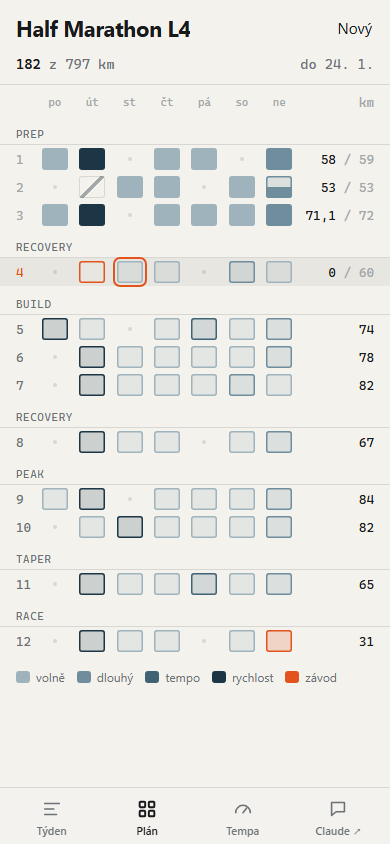 Half Marathon L4 Nový
182 z 797 km do 24. 1.
po út st čt pá so ne km
PREP
1 58 / 59
2 53 / 53
3 71,1 / 72
RECOVERY
4 0 / 60
BUILD
5 74
6 78
7 82
RECOVERY
8 67
PEAK
9 84
10 82
TAPER
11 65
RACE
12 31
volně dlouhý tempo rychlost závod
Týden Plán Tempa Claude ↗